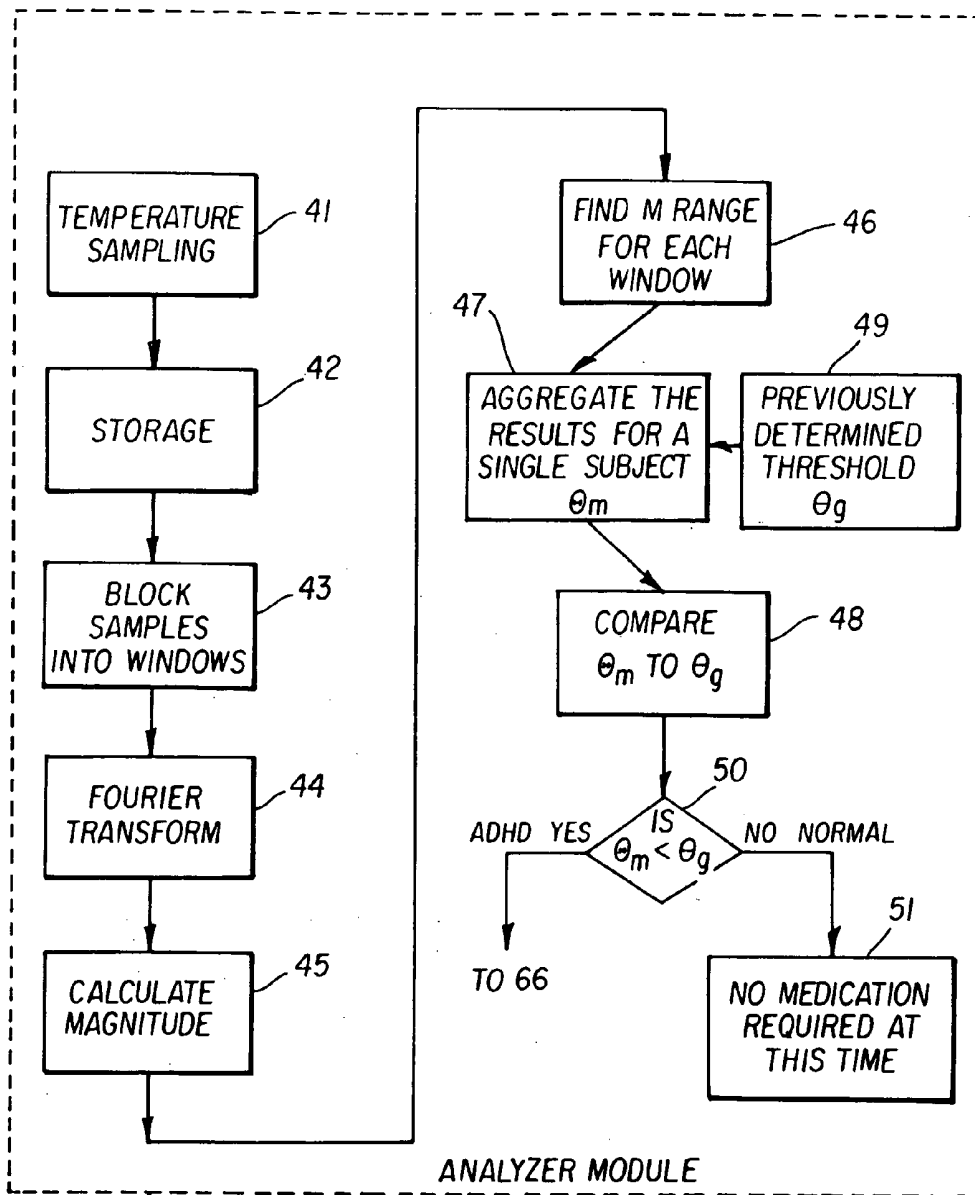 TEMPERATURE
SAMPLING
41
STORAGE
42
BLOCK
SAMPLES
INTO WINDOWS
43
FOURIER
TRANSFORM
44
CALCULATE
MAGNITUDE
45
FIND M RANGE
FOR EACH
WINDOW
46
47
AGGREGATE THE
RESULTS FOR A
SINGLE SUBJECT
Θm
49
PREVIOUSLY
DETERMINED
THRESHOLD
Θg
COMPARE
Θm TO Θg
48
50
IS
Θm < Θg
ADHD YES
NO NORMAL
TO 66
51
NO MEDICATION
REQUIRED AT
THIS TIME
ANALYZER MODULE